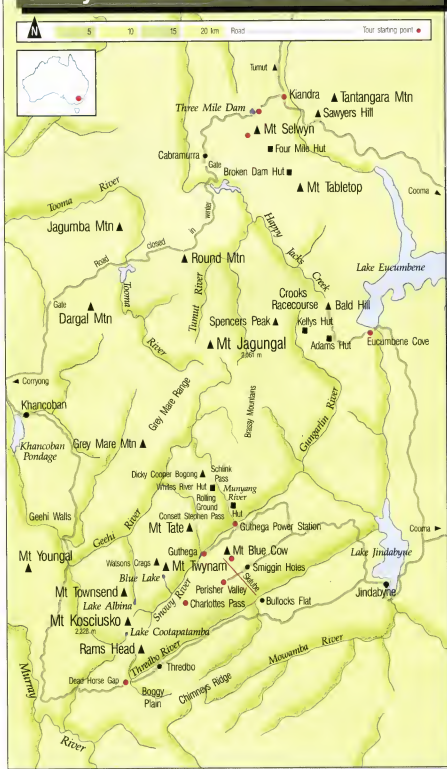 N
5 10 15 20 km Road Tour starting point
Tumut
Kiandra
Tantangara Mtn
Three Mile Dam
Sawyers Hill
Mt Selwyn
Four Mile Hut
Cabramurra
Gate
Broken Dam Hut
Mt Tabletop
Cooma
Tooma River
Jagumba Mtn
Road closed in winter
Happy Jacks Creek
Lake Eucumbene
Round Mtn
Tooma River
Tumut River
Gate
Dargal Mtn
Crooks
Racecourse
Bald Hill
Spencers Peak
Kellys Hut
Mt Jagungal
2,061 m
Adams Hut
Eucumbene Cove
Corryong
Khancoban
Khancoban
Pondage
Grey Mare Range
Brassy Mountains
Gungarlin River
Grey Mare Mtn
Dicky Cooper Bogong
Schlink
Pass
Whites River Hut
Munyang
River
Rolling
Ground
Hut
Geehi Walls
Geehi River
Consett Stephen Pass
Mt Tate
Guthega Power Station
Cooma
Guthega
Mt Blue Cow
Lake Jindabyne
Mt Youngal
Watsons Crags
Mt Twynam
Smiggin Holes
Blue Lake
Skitube
Perisher Valley
Jindabyne
Mt Townsend
Snowy River
Lake Albina
Charlottes Pass
Bullocks Flat
Mt Kosciusko
2,228 m
Lake Cootapatamba
Rams Head
Thredbo River
Mowamba River
Thredbo
Dead Horse Gap
Boggy
Plain
Chimneys Ridge
Murray
River